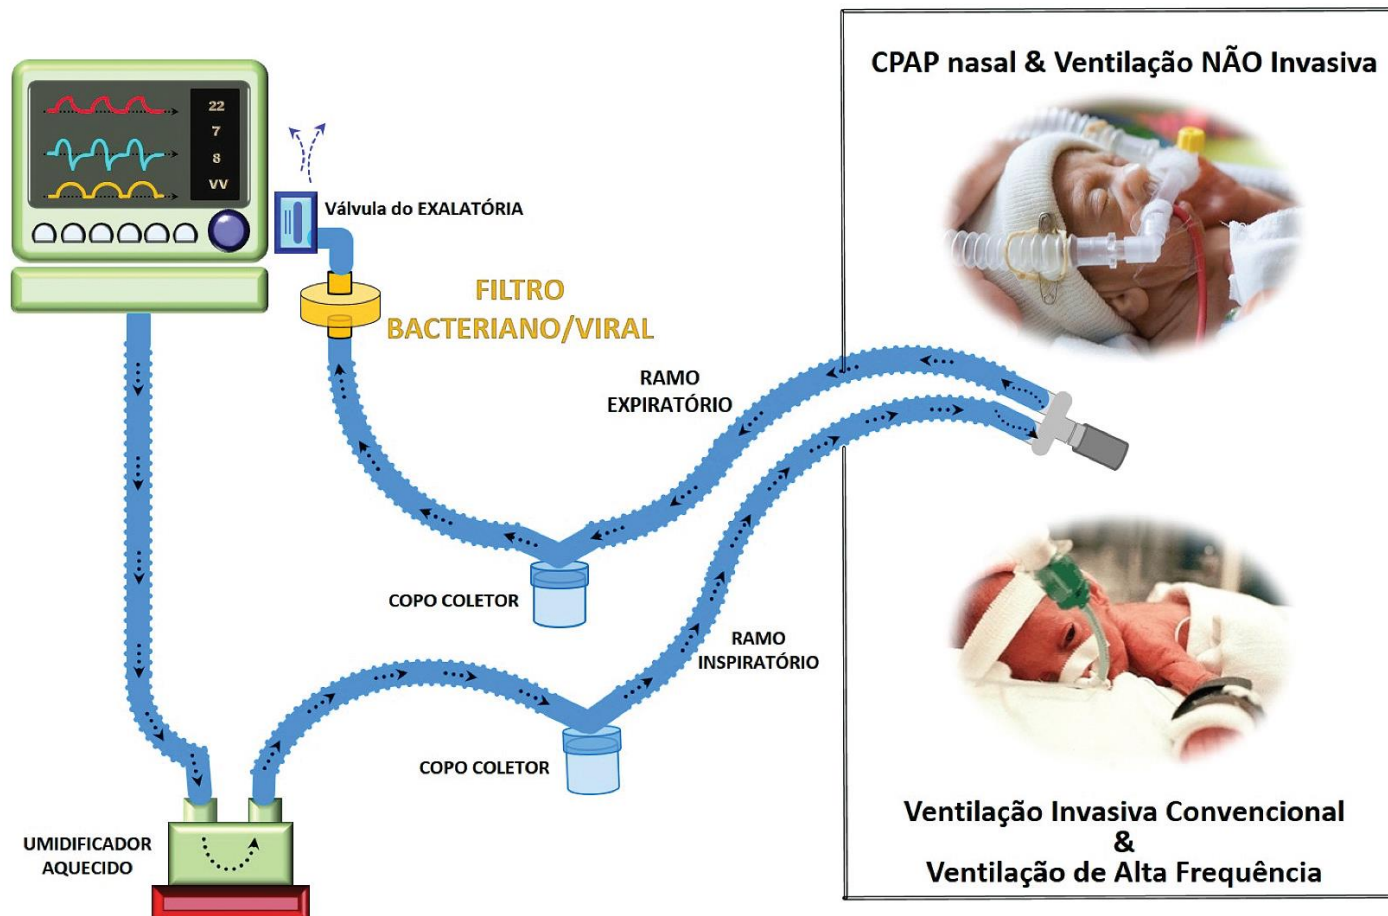 CPAP nasal & Ventilação NÃO Invasiva
22
7
8
VV
Válvula do EXALATÓRIA
FILTRO
BACTERIANO/VIRAL
RAMO
EXPIRATÓRIO
COPO COLETOR
RAMO
INSPIRATÓRIO
COPO COLETOR
UMIDIFICADOR
AQUECIDO
Ventilação Invasiva Convencional
&
Ventilação de Alta Frequência